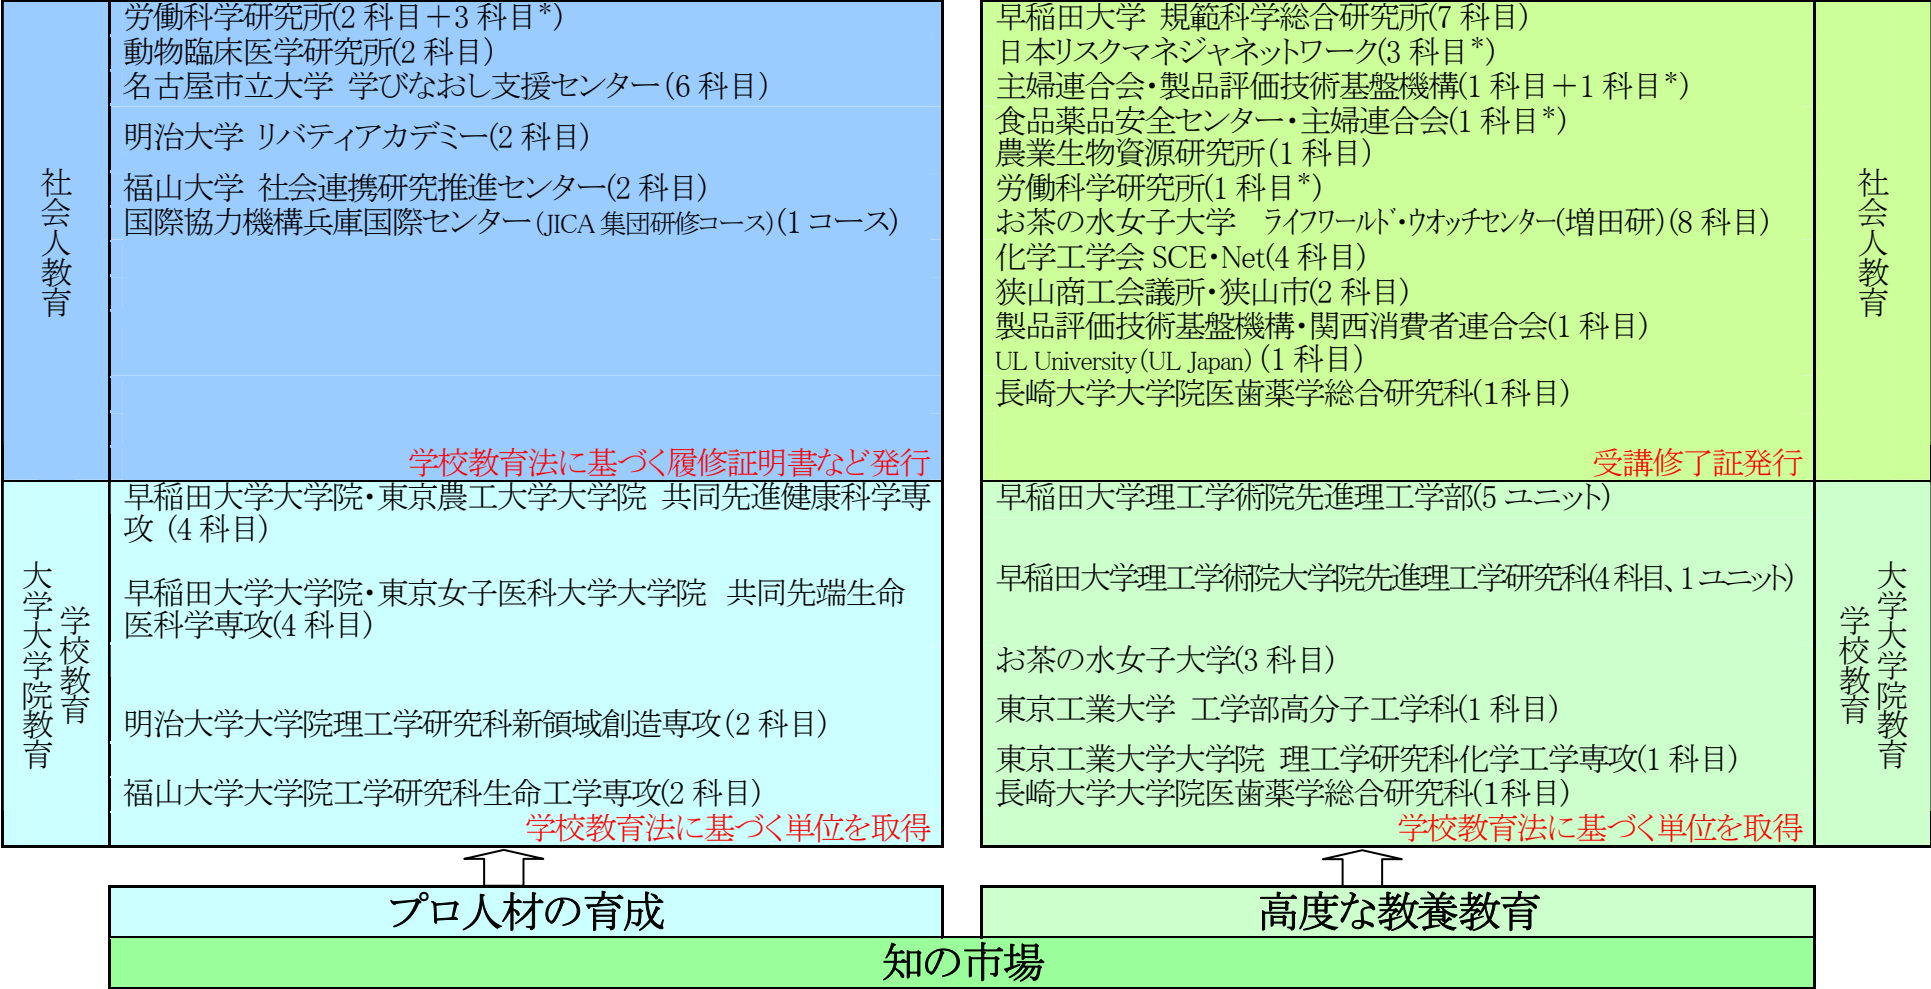 社会人教育
労働科学研究所(2 科目＋3 科目*)
動物臨床医学研究所(2 科目)
名古屋市立大学 学びなおし支援センター(6 科目)
明治大学 リバティアカデミー(2 科目)
福山大学 社会連携研究推進センター(2 科目)
国際協力機構兵庫国際センター(JICA 集団研修コース)(1 コース)
学校教育法に基づく履修証明書など発行
大学大学院教育
学校教育
早稲田大学大学院・東京農工大学大学院 共同先進健康科学専
攻 (4 科目)
早稲田大学大学院・東京女子医科大学大学院 共同先端生命
医科学専攻(4 科目)
明治大学大学院理工学研究科新領域創造専攻(2 科目)
福山大学大学院工学研究科生命工学専攻(2 科目)
学校教育法に基づく単位を取得
早稲田大学 規範科学総合研究所(7 科目)
日本リスクマネジャネットワーク(3 科目*)
主婦連合会・製品評価技術基盤機構(1 科目＋1 科目*)
食品薬品安全センター・主婦連合会(1 科目*)
農業生物資源研究所(1 科目)
労働科学研究所(1 科目*)
お茶の水女子大学 ライフワールド・ウオッチセンター(増田研)(8 科目)
化学工学会 SCE・Net(4 科目)
狭山商工会議所・狭山市(2 科目)
製品評価技術基盤機構・関西消費者連合会(1 科目)
UL University(UL Japan) (1 科目)
長崎大学大学院医歯薬学総合研究科(1科目)
受講修了証発行
社会人教育
早稲田大学理工学術院先進理工学部(5 ユニット)
早稲田大学理工学術院大学院先進理工学研究科(4 科目、1 ユニット)
お茶の水女子大学(3 科目)
東京工業大学 工学部高分子工学科(1 科目)
東京工業大学大学院 理工学研究科化学工学専攻(1 科目)
長崎大学大学院医歯薬学総合研究科(1科目)
学校教育法に基づく単位を取得
大学大学院教育
学校教育
プロ人材の育成
高度な教養教育
知の市場